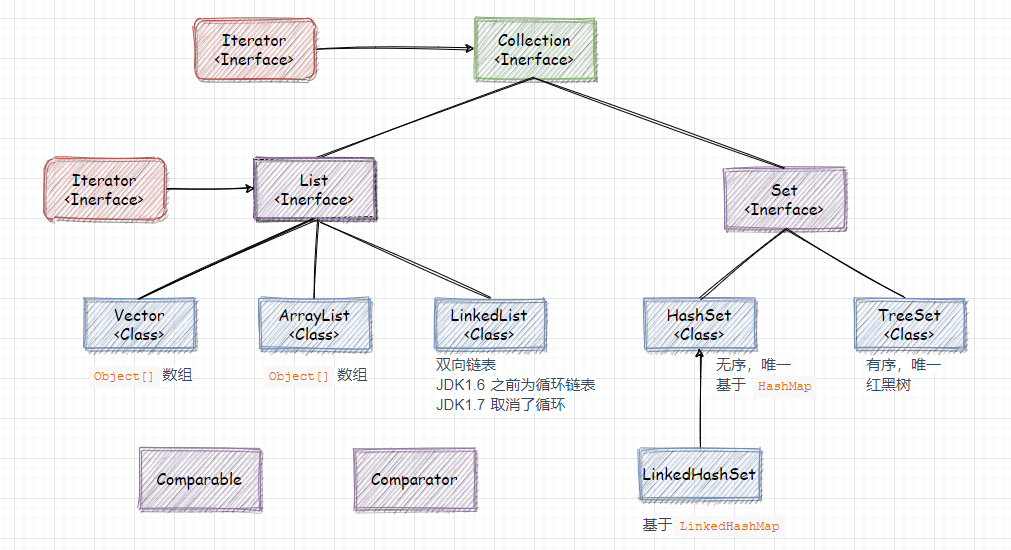 Iterator
<Inerface>
Collection
<Inerface>
Iterator
<Inerface>
List
<Inerface>
Set
<Inerface>
Vector
<Class>
ArrayList
<Class>
LinkedList
<Class>
HashSet
<Class>
TreeSet
<Class>
Object[] 数组
Object[] 数组
双向链表
JDK1.6 之前为循环链表
JDK1.7 取消了循环
无序，唯一
基于 HashMap
有序，唯一
红黑树
Comparable
Comparator
LinkedHashSet
基于 LinkedHashMap